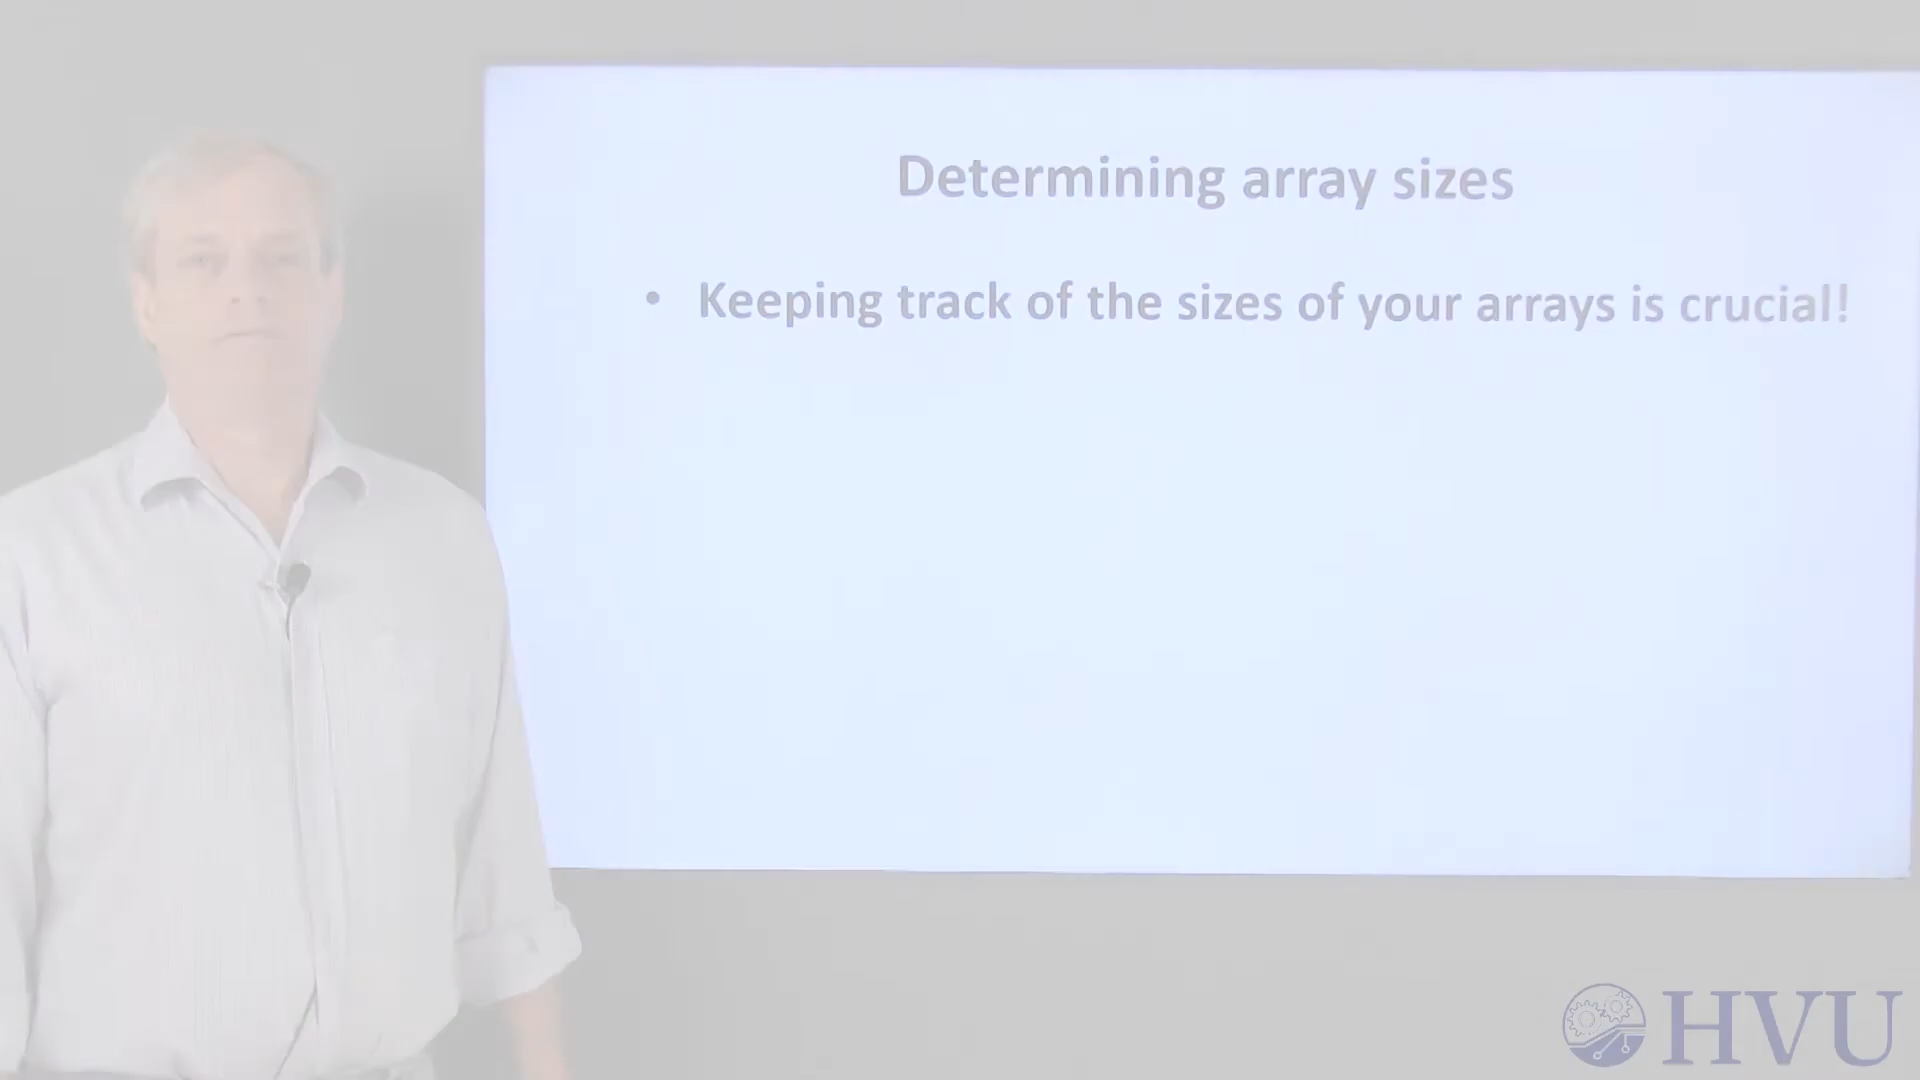 Determining array sizes
• Keeping track of the sizes of your arrays is crucial!
HVU